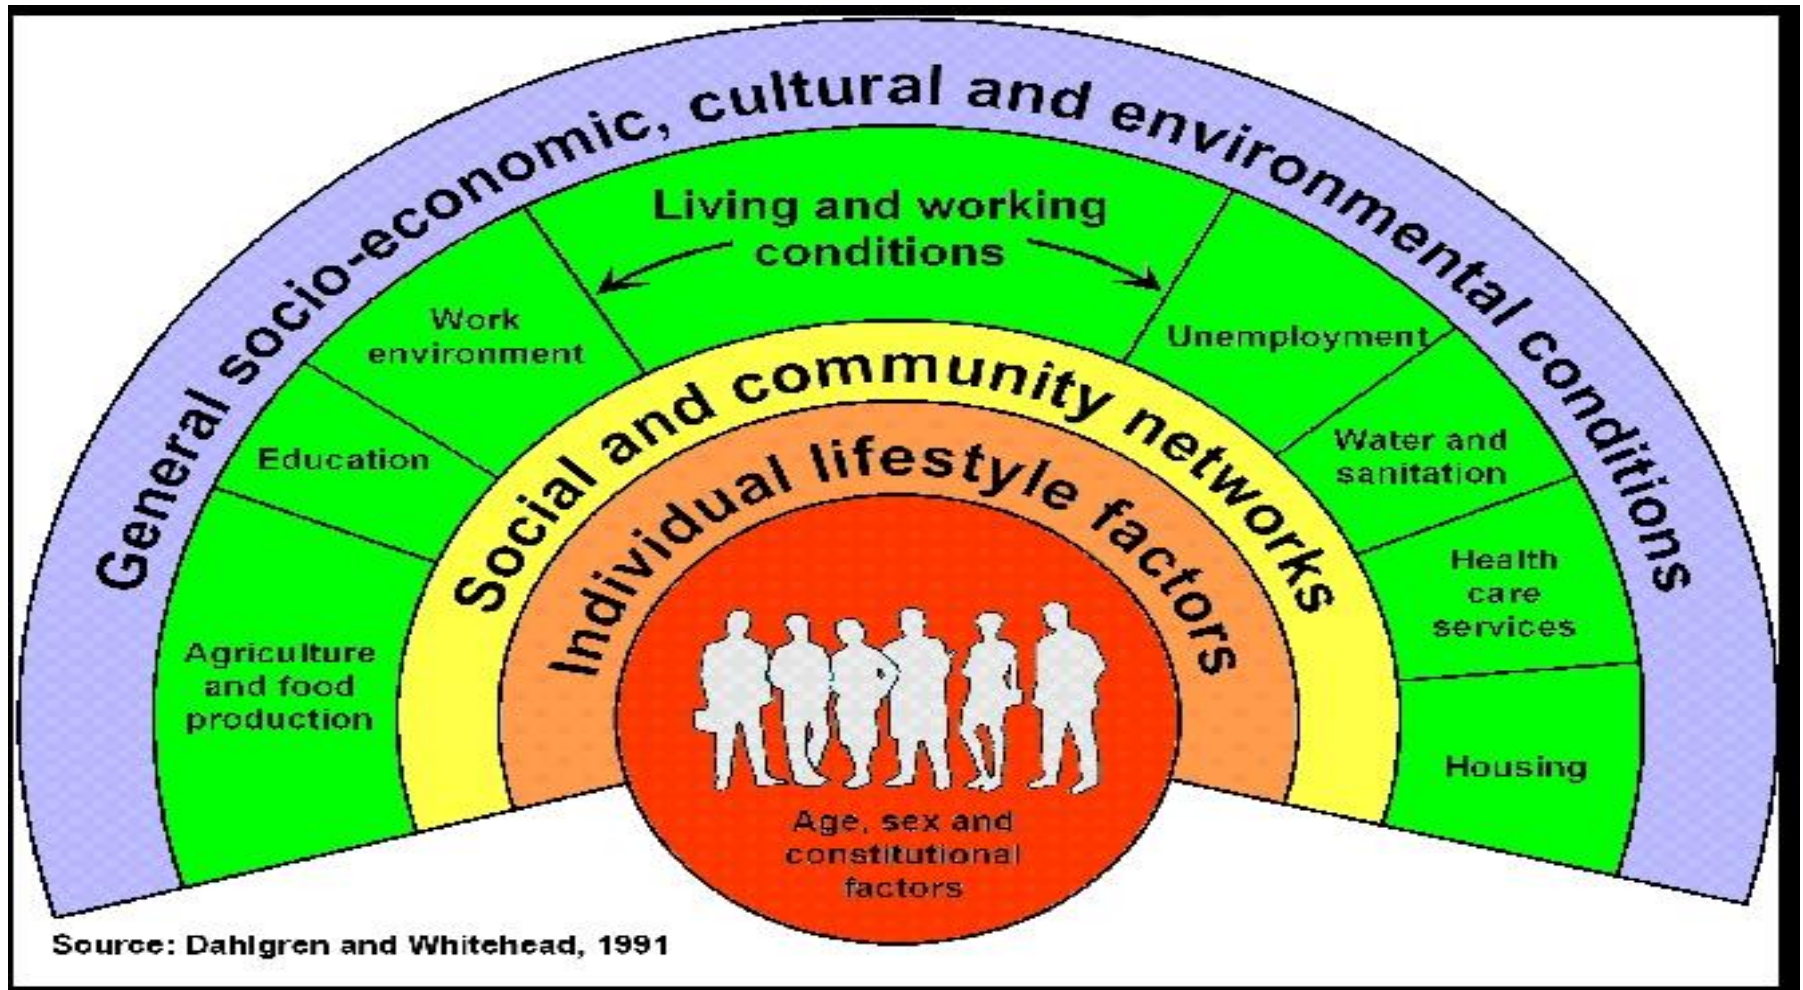 General socio-economic, cultural and environmental conditions
Living and working
conditions
Work
environment
Unemployment
Education
Water and
sanitation
Agriculture
and food
production
Health
care
services
Housing
Social and community networks
Individual lifestyle factors
Age, sex and
constitutional
factors
Source: Dahlgren and Whitehead, 1991